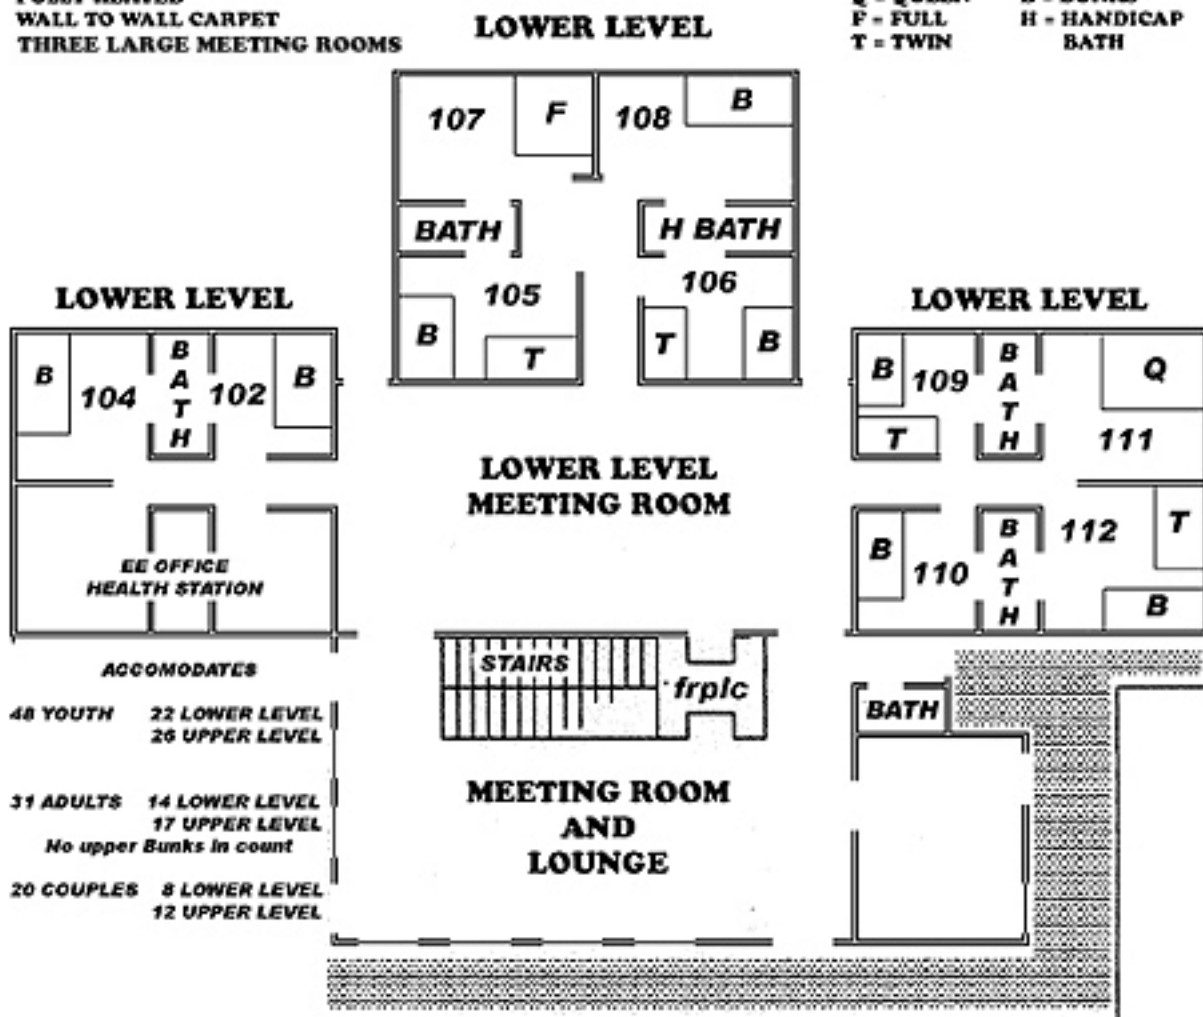 WALL TO WALL CARPET
THREE LARGE MEETING ROOMS
LOWER LEVEL
F = FULL H = HANDICAP
T = TWIN BATH
107 F 108 B
BATH H BATH
105 106
B T T B
LOWER LEVEL
B 104 BATH 102 B
EE OFFICE
HEALTH STATION
LOWER LEVEL
MEETING ROOM
LOWER LEVEL
B 109 BATH Q
T 111
B 110 BATH 112 T
B
STAIRS
frplc
BATH
ACCOMODATES
48 YOUTH 22 LOWER LEVEL
26 UPPER LEVEL
31 ADULTS 14 LOWER LEVEL
17 UPPER LEVEL
No upper Bunks in count
20 COUPLES 8 LOWER LEVEL
12 UPPER LEVEL
MEETING ROOM
AND
LOUNGE